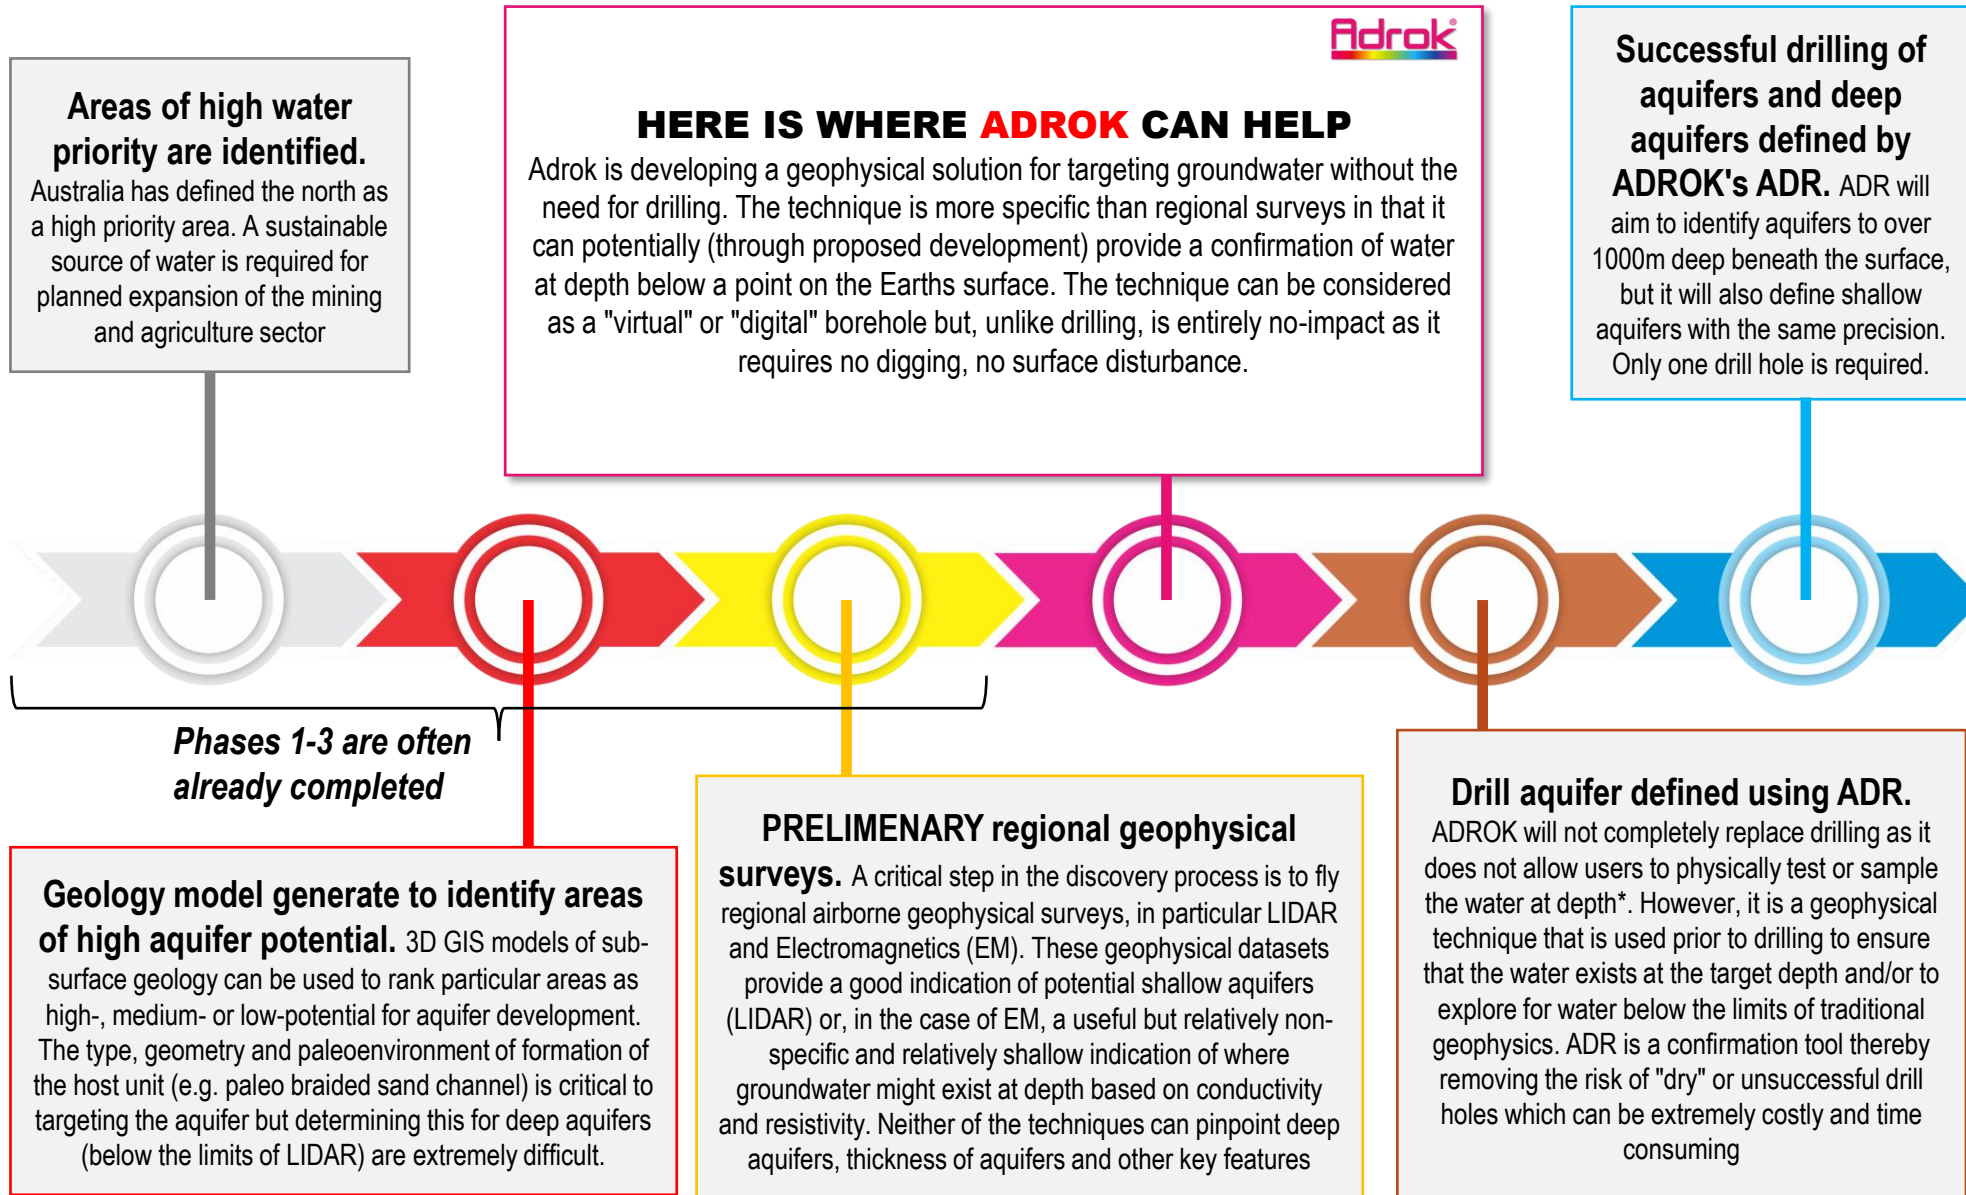 Areas of high water
priority are identified.
Australia has defined the north as
a high priority area. A sustainable
source of water is required for
planned expansion of the mining
and agriculture sector
Adrok®
HERE IS WHERE ADROK CAN HELP
Adrok is developing a geophysical solution for targeting groundwater without the
need for drilling. The technique is more specific than regional surveys in that it
can potentially (through proposed development) provide a confirmation of water
at depth below a point on the Earths surface. The technique can be considered
as a "virtual" or "digital" borehole but, unlike drilling, is entirely no-impact as it
requires no digging, no surface disturbance.
Successful drilling of
aquifers and deep
aquifers defined by
ADROK's ADR. ADR will
aim to identify aquifers to over
1000m deep beneath the surface,
but it will also define shallow
aquifers with the same precision.
Only one drill hole is required.
Phases 1-3 are often
already completed
Geology model generate to identify areas
of high aquifer potential. 3D GIS models of sub-
surface geology can be used to rank particular areas as
high-, medium- or low-potential for aquifer development.
The type, geometry and paleoenvironment of formation of
the host unit (e.g. paleo braided sand channel) is critical to
targeting the aquifer but determining this for deep aquifers
(below the limits of LIDAR) are extremely difficult.
PRELIMENARY regional geophysical
surveys. A critical step in the discovery process is to fly
regional airborne geophysical surveys, in particular LIDAR
and Electromagnetics (EM). These geophysical datasets
provide a good indication of potential shallow aquifers
(LIDAR) or, in the case of EM, a useful but relatively non-
specific and relatively shallow indication of where
groundwater might exist at depth based on conductivity
and resistivity. Neither of the techniques can pinpoint deep
aquifers, thickness of aquifers and other key features
Drill aquifer defined using ADR.
ADROK will not completely replace drilling as it
does not allow users to physically test or sample
the water at depth*. However, it is a geophysical
technique that is used prior to drilling to ensure
that the water exists at the target depth and/or to
explore for water below the limits of traditional
geophysics. ADR is a confirmation tool thereby
removing the risk of "dry" or unsuccessful drill
holes which can be extremely costly and time
consuming